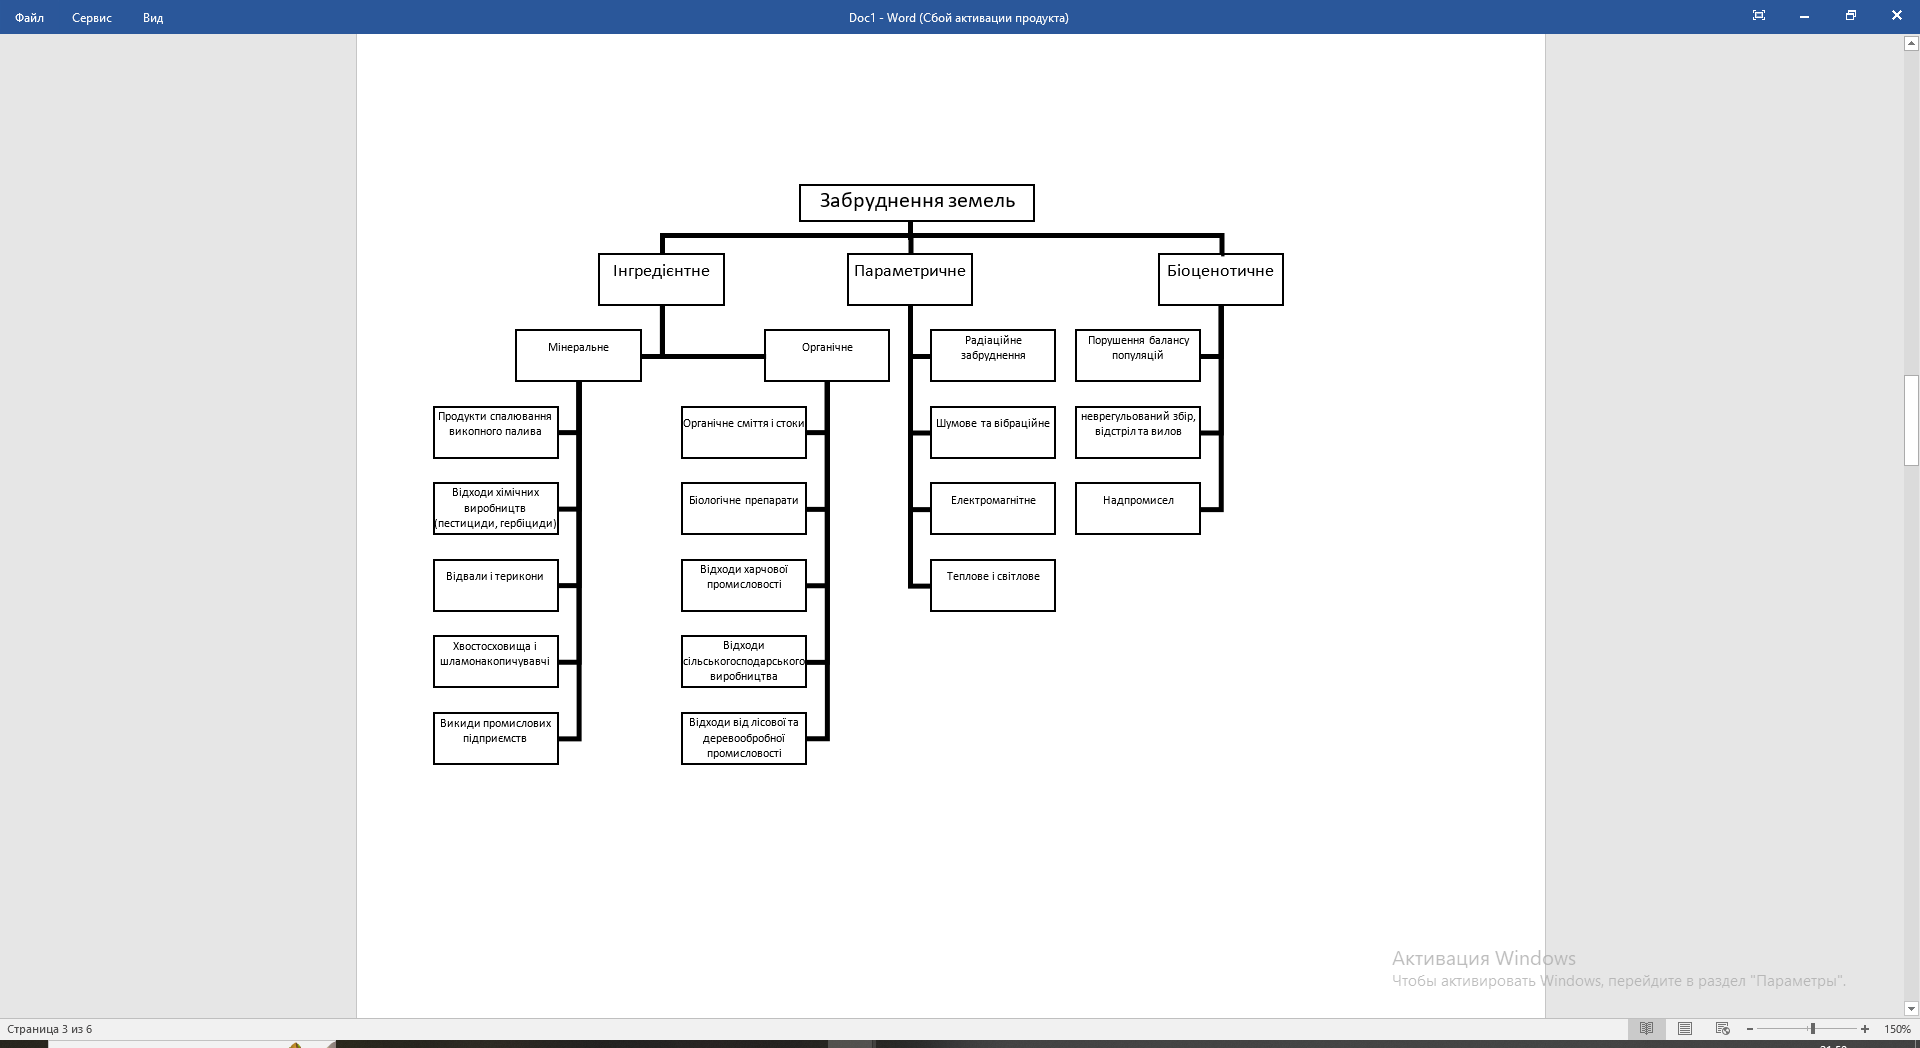 Файл Сервис Вид
Doc1 - Word (Сбой активации продукта)
Забруднення земель
Інгредієнтне
Параметричне
Біоценотичне
Мінеральне
Органічне
Радіаційне
забруднення
Порушення балансу
популяцій
Продукти спалювання
викопного палива
Органічне сміття і стоки
Шумове та вібраційне
неврегульований збір,
відстріл та вилов
Відходи хімічних
виробництв
(пестициди, гербіциди)
Біологічне препарати
Електромагнітне
Надпромисел
Відвали і терикони
Відходи харчової
промисловості
Теплове і світлове
Хвостосховища і
шламонакопичувавчі
Відходи
сільськогосподарського
виробництва
Викиди промислових
підприємств
Відходи від лісової та
деревообробної
промисловості
Активация Windows
Чтобы активировать Windows, перейдите в раздел "Параметры".
Страница 3 из 6
150%